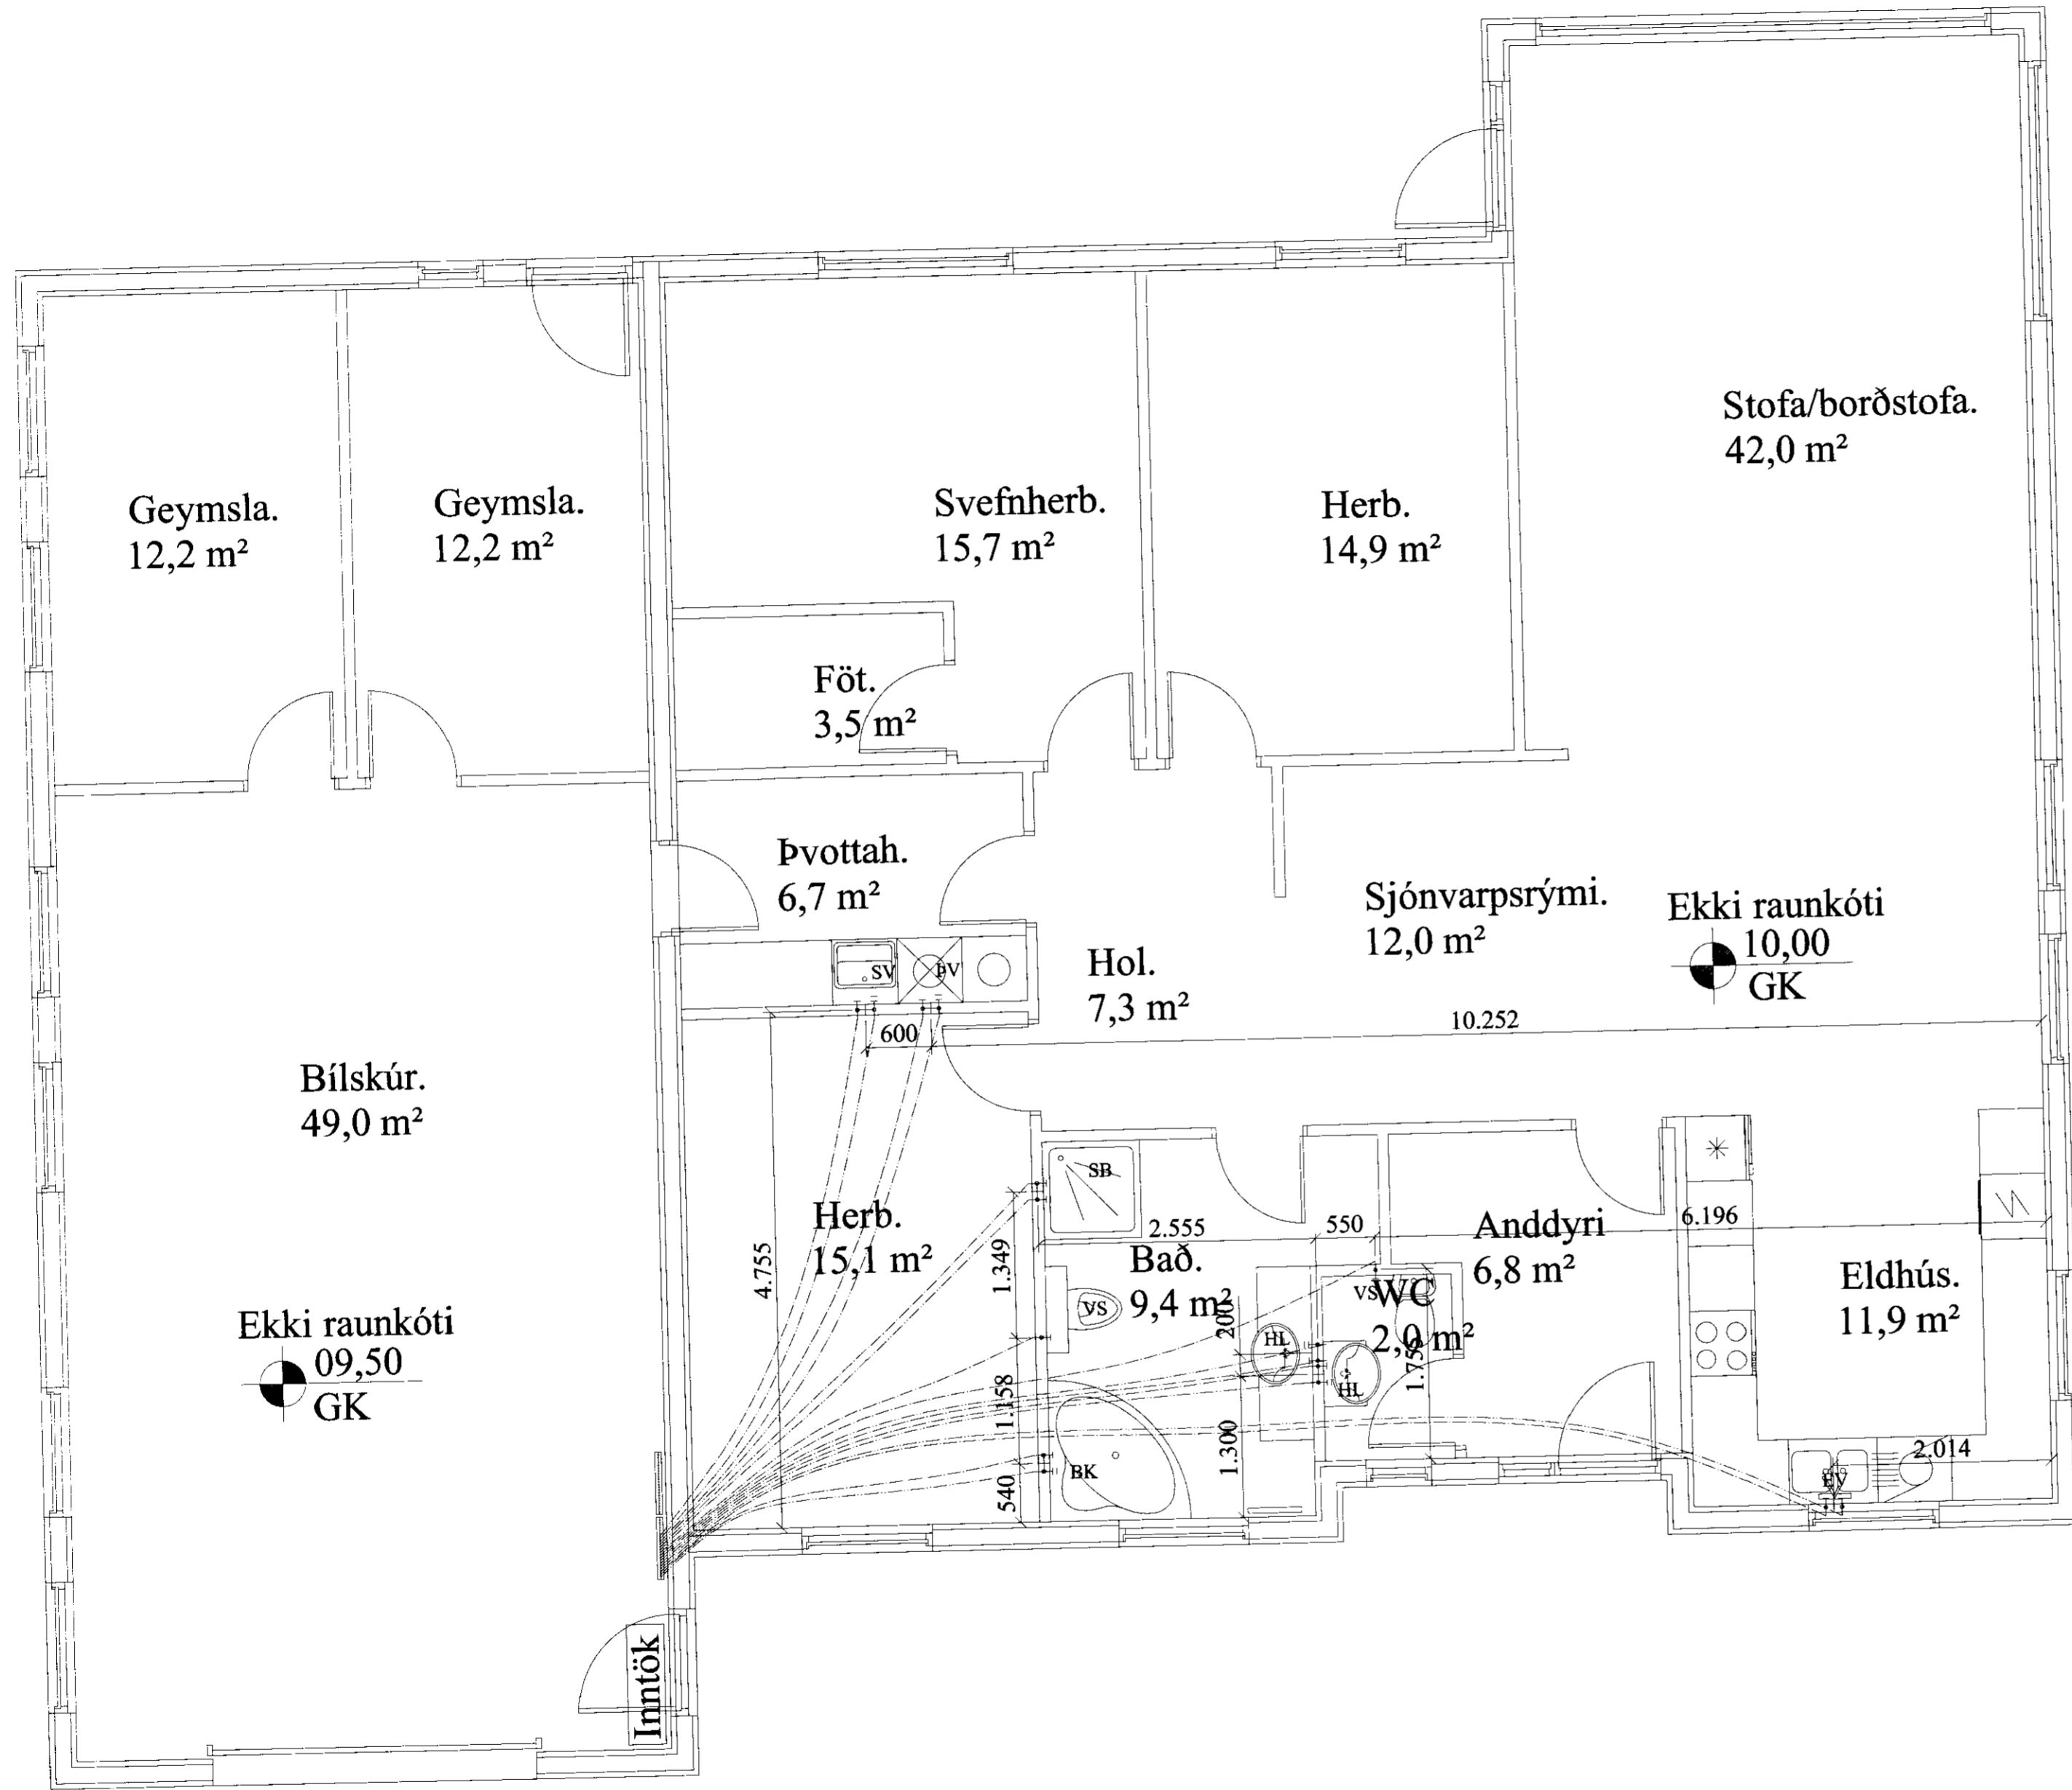 Stofa/borðstofa.
42,0 m²
Geymsla.
12,2 m²
Geymsla.
12,2 m²
Svefnherb.
15,7 m²
Herb.
14,9 m²
Föt.
3,5 m²
Þvottah.
6,7 m²
SV
ÞV
Hol.
7,3 m²
Sjónvarpsrými.
12,0 m²
Ekki raunkóti
10,00
GK
600
10.252
Bílskúr.
49,0 m²
Ekki raunkóti
09,50
GK
4.755
Herb.
15,1 m²
1.349
1.158
540
SB
2.555
550
6.196
Bað.
9,4 m²
VS
HL
200
1.300
BK
VS
WC
2,0 m²
HL
Anddyri
6,8 m²
Eldhús.
11,9 m²
2.014
Inntök